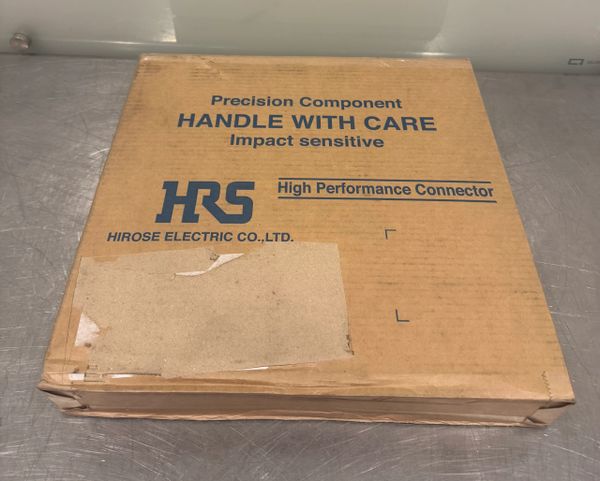 Precision Component
HANDLE WITH CARE
Impact sensitive
HRS
High Performance Connector
HIROSE ELECTRIC CO.,LTD.